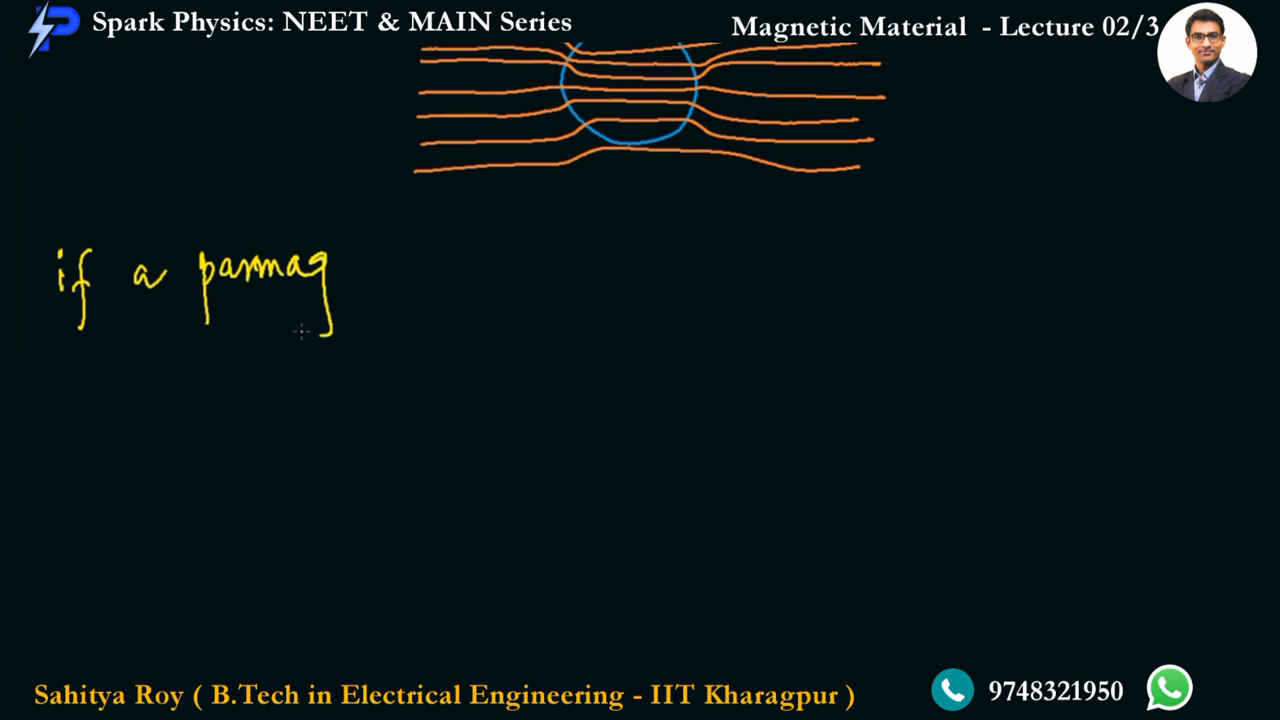 Spark Physics: NEET & MAIN Series
Magnetic Material - Lecture 02/3
if a parmag
Sahitya Roy ( B.Tech in Electrical Engineering - IIT Kharagpur )
9748321950